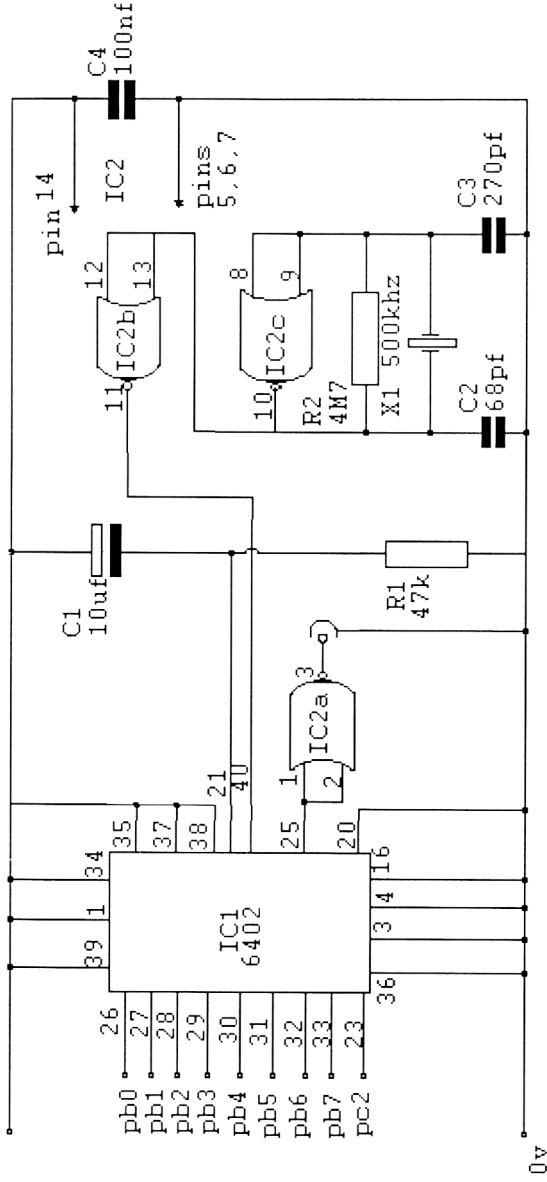 C4
100nf
pin 14
IC2
pins
5,6,7
12
13
IC2b
11
8
9
IC2c
10
R2
4M7
X1
500khz
C3
270pf
C2
68pf
C1
10uf
R1
47k
3
IC2a
1
2
21
40
35
37
38
25
20
34
1
39
IC1
6402
16
4
3
36
26
27
28
29
30
31
32
33
23
pb0
pb1
pb2
pb3
pb4
pb5
pb6
pb7
pc2
0v